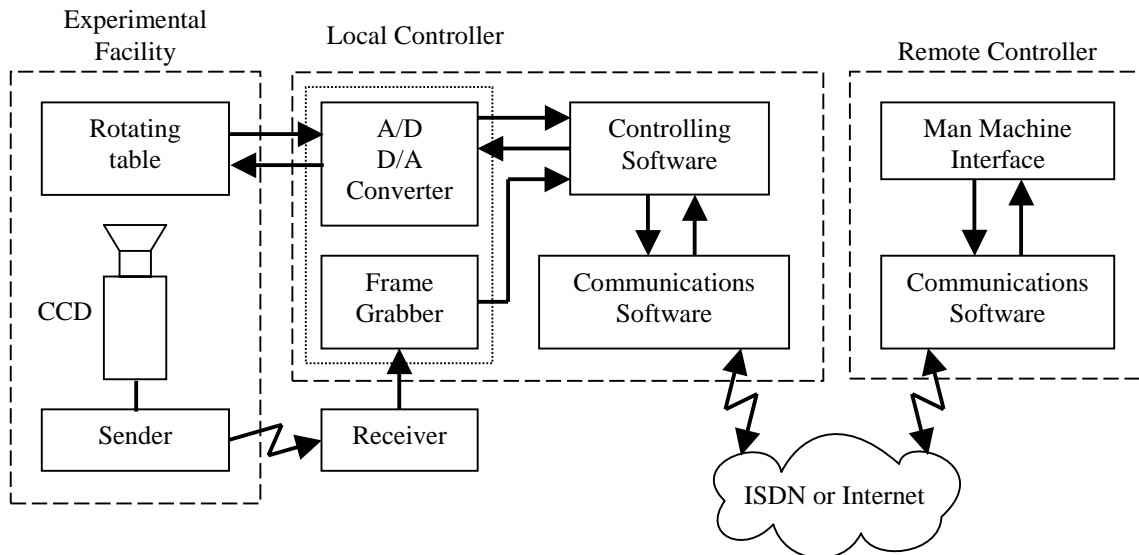 Experimental
Facility
Local Controller
Remote Controller
Rotating
table
A/D
D/A
Converter
Controlling
Software
Man Machine
Interface
CCD
Frame
Grabber
Communications
Software
Communications
Software
Sender
Receiver
ISDN or Internet